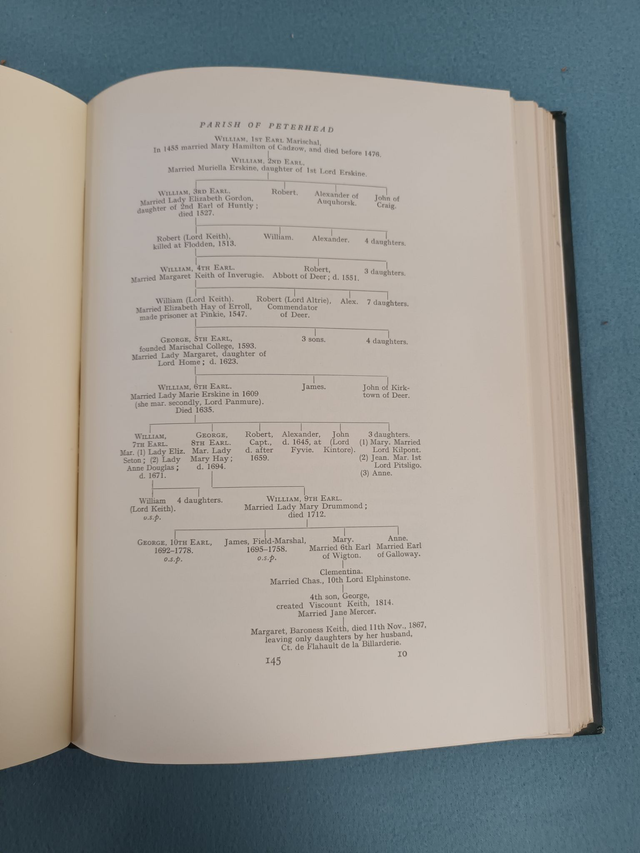 PARISH OF PETERHEAD
WILLIAM, 1ST EARL Marischal,
In 1455 married Mary Hamilton of Cadzow, and died before 1476.
WILLIAM, 2ND EARL.
Married Muriella Erskine, daughter of 1st Lord Erskine.
WILLIAM, 3RD EARL.
Married Lady Elizabeth Gordon,
daughter of 2nd Earl of Huntly;
died 1527.
Robert.
Alexander of
Auquhorsk.
John of
Craig.
Robert (Lord Keith),
killed at Flodden, 1513.
William.
Alexander.
4 daughters.
WILLIAM, 4TH EARL.
Married Margaret Keith of Inverugie.
Robert,
Abbott of Deer; d. 1551.
3 daughters.
William (Lord Keith).
Married Elizabeth Hay of Erroll,
made prisoner at Pinkie, 1547.
Robert (Lord Altrie),
Commendator
of Deer.
Alex.
7 daughters.
GEORGE, 5TH EARL,
founded Marischal College, 1593.
Married Lady Margaret, daughter of
Lord Home; d. 1623.
3 sons.
4 daughters.
WILLIAM, 6TH EARL.
Married Lady Marie Erskine in 1609
(she mar. secondly, Lord Panmure).
Died 1635.
James.
John of Kirk-
town of Deer.
WILLIAM,
7TH EARL.
Mar. (1) Lady Eliz.
Seton; (2) Lady
Anne Douglas;
d. 1671.
GEORGE,
8TH EARL.
Mar. Lady
Mary Hay;
d. 1694.
Robert,
Capt.,
d. after
1659.
Alexander,
d. 1645, at
Fyvie.
John
(Lord
Kintore).
3 daughters.
(1) Mary. Married
Lord Kilpont.
(2) Jean. Mar. 1st
Lord Pitsligo.
(3) Anne.
William
(Lord Keith).
o.s.p.
4 daughters.
WILLIAM, 9TH EARL.
Married Lady Mary Drummond;
died 1712.
GEORGE, 10TH EARL,
1692-1778.
o.s.p.
James, Field-Marshal,
1695-1758.
o.s.p.
Mary.
Married 6th Earl
of Wigton.
Anne.
Married Earl
of Galloway.
Clementina.
Married Chas., 10th Lord Elphinstone.
4th son, George,
created Viscount Keith, 1814.
Married Jane Mercer.
Margaret, Baroness Keith, died 11th Nov., 1867,
leaving only daughters by her husband,
Ct. de Flahault de la Billarderie.
145
10